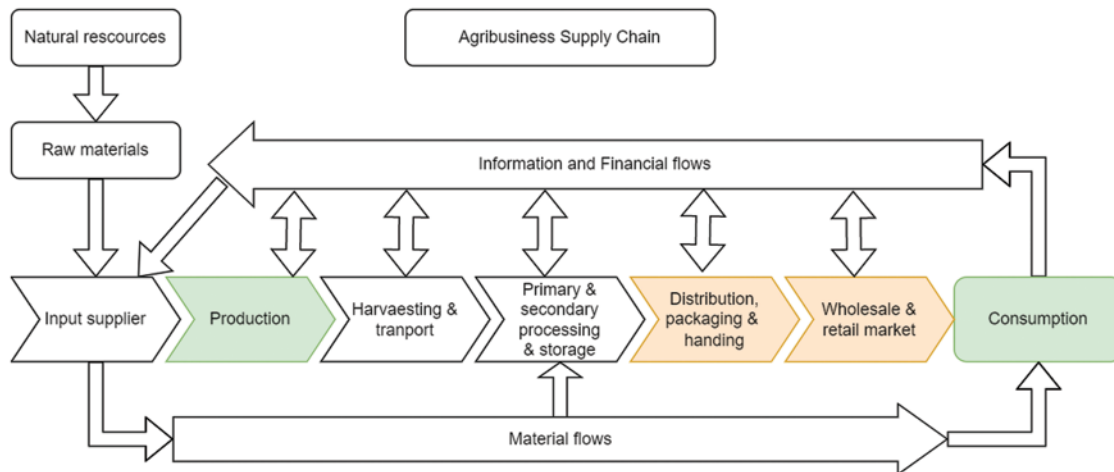 Natural rescources
Agribusiness Supply Chain
Raw materials
Information and Financial flows
Input supplier
Production
Harvaesting &
tranport
Primary &
secondary
processing
& storage
Distribution,
packaging &
handing
Wholesale &
retail market
Consumption
Material flows